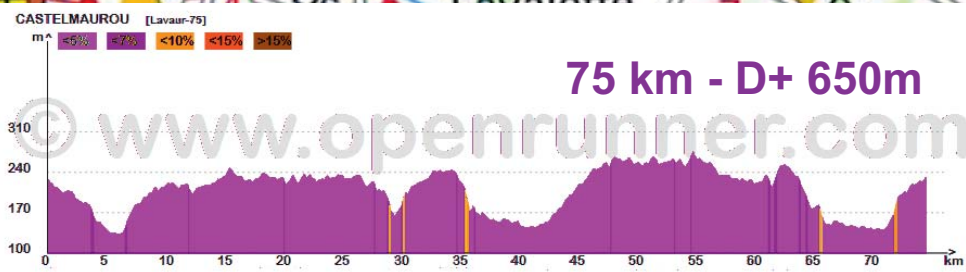 CASTELMAUROU [Lavaur-75]
m^ <5% <7% <10% <15% >15%
75 km - D+ 650m
© www.openrunner.com
310
240
170
100
0 5 10 15 20 25 30 35 40 45 50 55 60 65 70 km